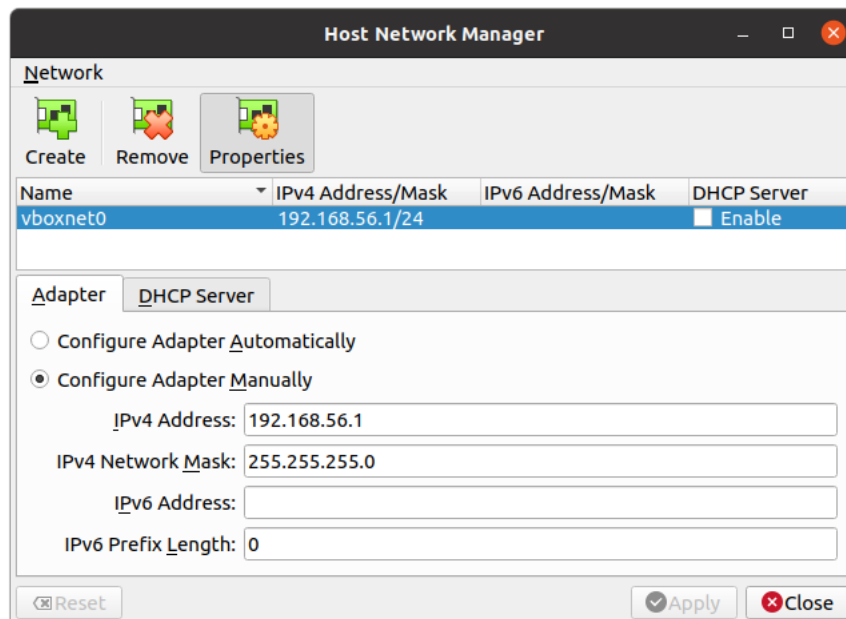 Host Network Manager
Network
Create Remove Properties
Name IPv4 Address/Mask IPv6 Address/Mask DHCP Server
vboxnet0 192.168.56.1/24 Enable
Adapter DHCP Server
Configure Adapter Automatically
Configure Adapter Manually
IPv4 Address: 192.168.56.1
IPv4 Network Mask: 255.255.255.0
IPv6 Address:
IPv6 Prefix Length: 0
Reset Apply Close